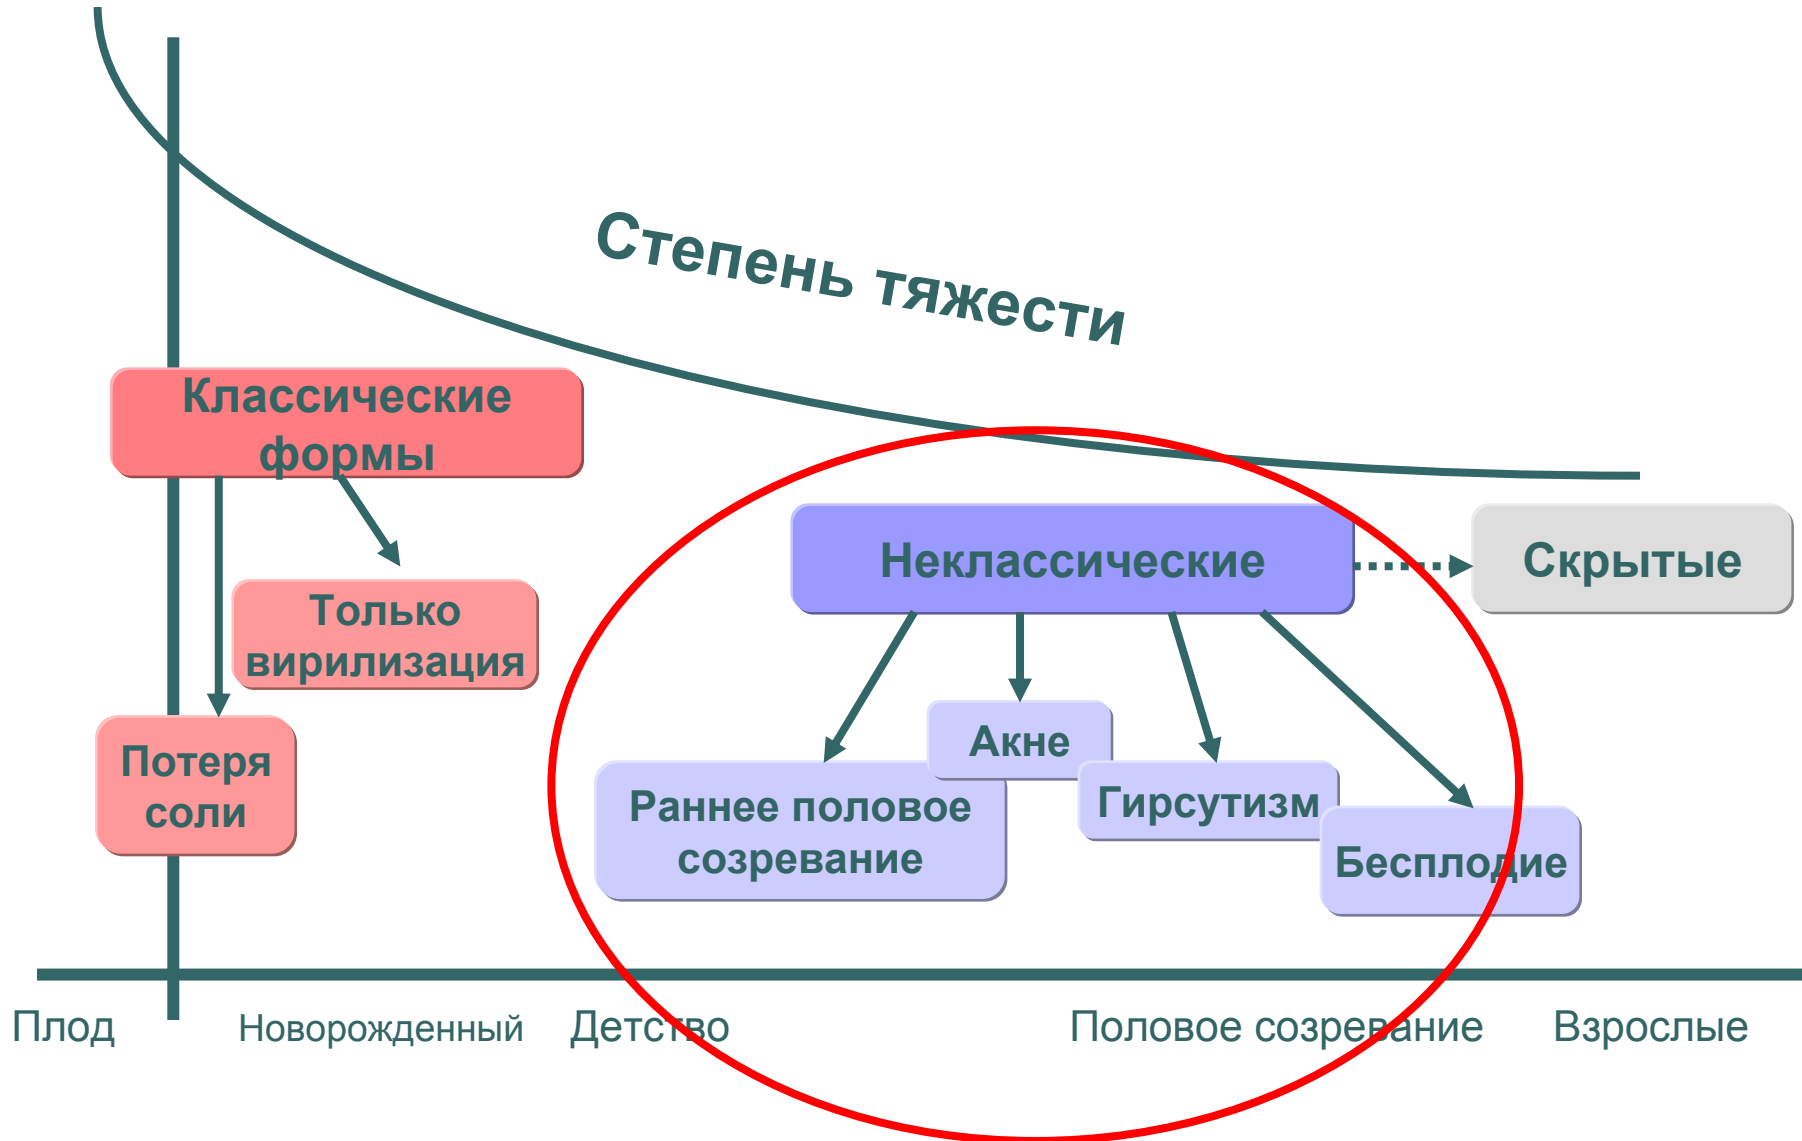 Степень тяжести
Классические
формы
Неклассические
Скрытые
Только
вирилизация
Потеря
соли
Акне
Раннее половое
созревание
Гирсутизм
Бесплодие
Плод
Новорожденный
Детство
Половое созревание
Взрослые